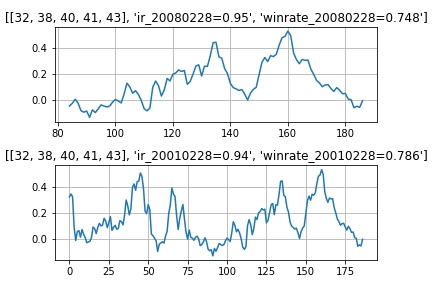 [[32, 38, 40, 41, 43], 'ir_20080228=0.95', 'winrate_20080228=0.748']
0.4
0.2
0.0
80 100 120 140 160 180
[[32, 38, 40, 41, 43], 'ir_20010228=0.94', 'winrate_20010228=0.786']
0.4
0.2
0.0
0 25 50 75 100 125 150 175